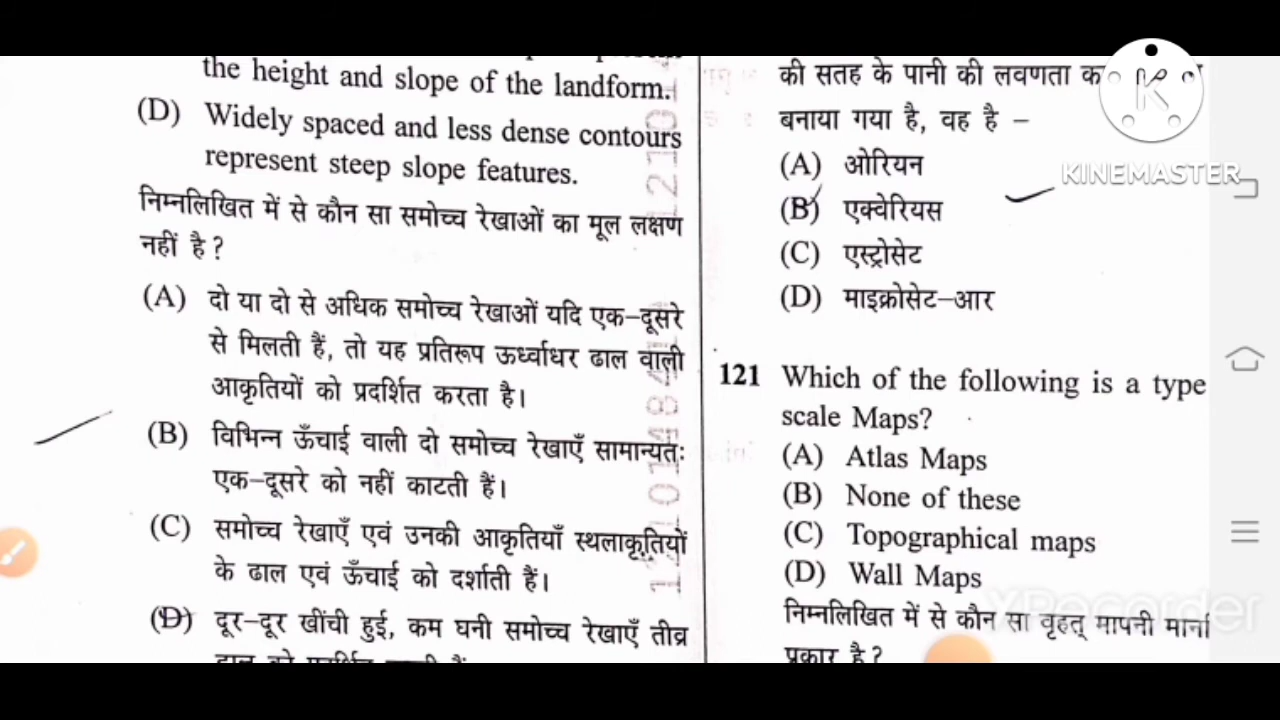 the height and slope of the landform.
(D) Widely spaced and less dense contours
represent steep slope features.
निम्नलिखित में से कौन सा समोच्च रेखाओं का मूल लक्षण
नहीं है ?
(A) दो या दो से अधिक समोच्च रेखाओं यदि एक-दूसरे
से मिलती हैं, तो यह प्रतिरूप ऊर्ध्वाधर ढाल वाली
आकृतियों को प्रदर्शित करता है।
(B) विभिन्न ऊँचाई वाली दो समोच्च रेखाएँ सामान्यतः
एक-दूसरे को नहीं काटती हैं।
(C) समोच्च रेखाएँ एवं उनकी आकृतियाँ स्थलाकृतियों
के ढाल एवं ऊँचाई को दर्शाती हैं।
(D) दूर-दूर खींची हुई, कम घनी समोच्च रेखाएँ तीव्र
की सतह के पानी की लवणता
बनाया गया है, वह है –
(A) ओरियन
(B) एक्वेरियस
(C) एस्ट्रोसेट
(D) माइक्रोसेट-आर
121 Which of the following is a type
scale Maps?
(A) Atlas Maps
(B) None of these
(C) Topographical maps
(D) Wall Maps
निम्नलिखित में से कौन सा वृहत् मापनी
प्रकार है ?
K
KINEMASTER
XRecorder